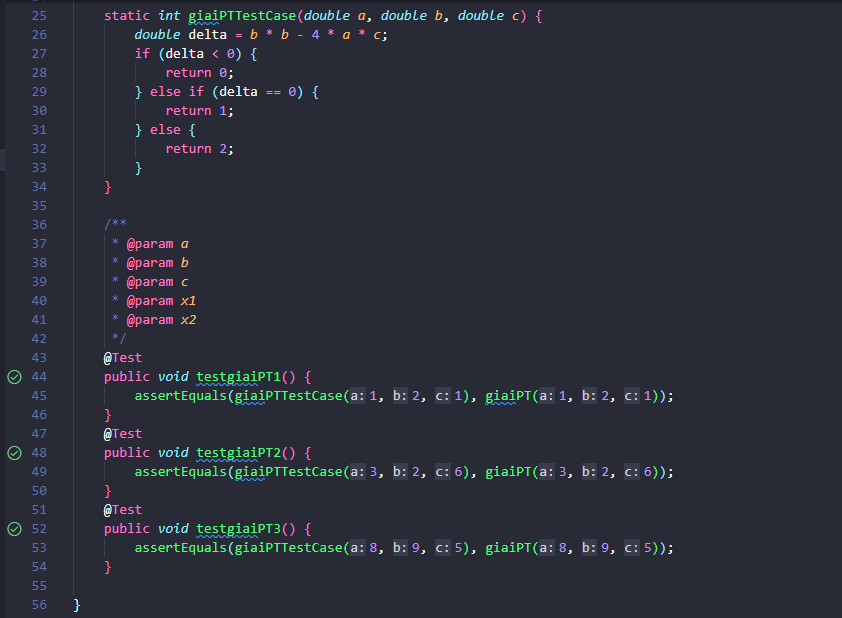 25 static int giaiPTTestCase(double a, double b, double c) {
26 double delta = b * b - 4 * a * c;
27 if (delta < 0) {
28 return 0;
29 } else if (delta == 0) {
30 return 1;
31 } else {
32 return 2;
33 }
34 }
35
36 /**
37 * @param a
38 * @param b
39 * @param c
40 * @param x1
41 * @param x2
42 */
43 @Test
44 public void testgiaiPT1() {
45 assertEquals(giaiPTTestCase(a: 1, b: 2, c: 1), giaiPT(a: 1, b: 2, c: 1));
46 }
47 @Test
48 public void testgiaiPT2() {
49 assertEquals(giaiPTTestCase(a: 3, b: 2, c: 6), giaiPT(a: 3, b: 2, c: 6));
50 }
51 @Test
52 public void testgiaiPT3() {
53 assertEquals(giaiPTTestCase(a: 8, b: 9, c: 5), giaiPT(a: 8, b: 9, c: 5));
54 }
55
56 }